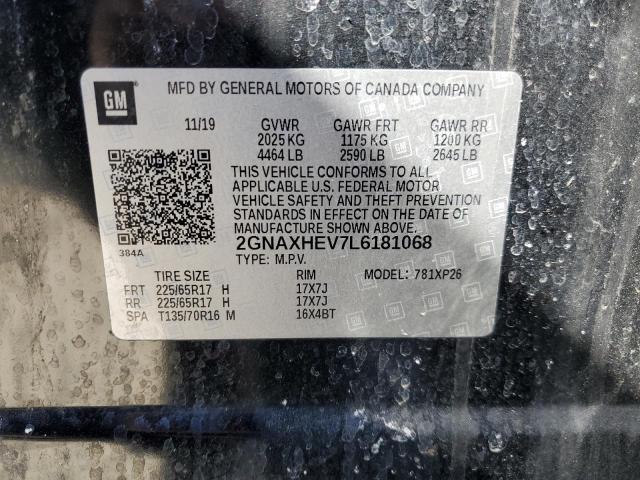 GM
MFD BY GENERAL MOTORS OF CANADA COMPANY
11/19 GVWR GAWR FRT GAWR RR
2025 KG 1175 KG 1200 KG
4464 LB 2590 LB 2645 LB
THIS VEHICLE CONFORMS TO ALL
APPLICABLE U.S. FEDERAL MOTOR
VEHICLE SAFETY AND THEFT PREVENTION
STANDARDS IN EFFECT ON THE DATE OF
MANUFACTURE SHOWN ABOVE.
2GNAXHEV7L6181068
384A TYPE: M.P.V.
TIRE SIZE RIM MODEL: 781XP26
FRT 225/65R17 H 17X7J
RR 225/65R17 H 17X7J
SPA T135/70R16 M 16X4BT